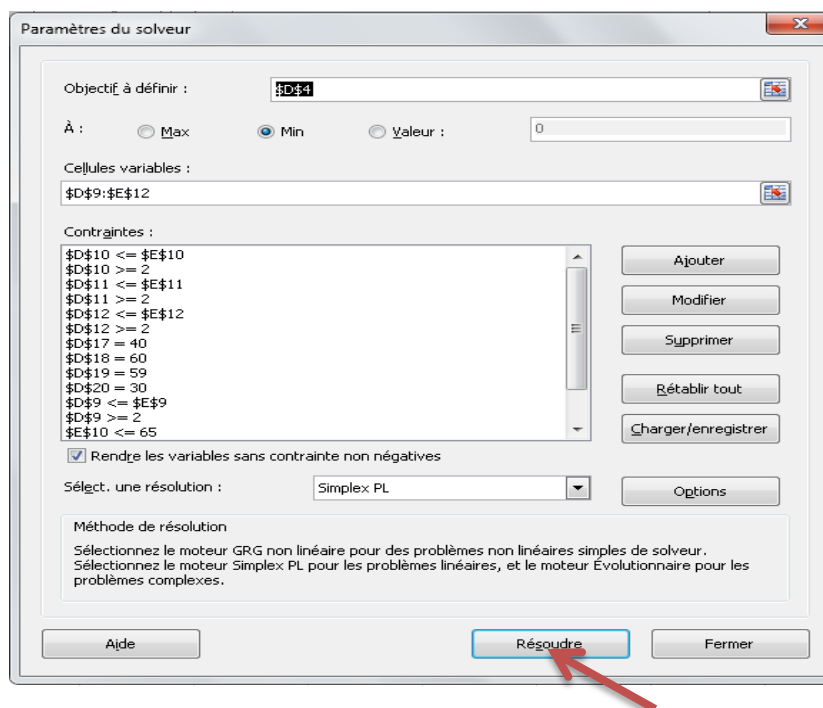 Paramètres du solveur
Objectif à définir :
$D$4
À :
Max
Min
Valeur :
0
Cellules variables :
$D$9:$E$12
Contraintes :
$D$10 <= $E$10
$D$10 >= 2
$D$11 <= $E$11
$D$11 >= 2
$D$12 <= $E$12
$D$12 >= 2
$D$17 = 40
$D$18 = 60
$D$19 = 59
$D$20 = 30
$D$9 <= $E$9
$D$9 >= 2
$E$10 <= 65
Ajouter
Modifier
Supprimer
Rétablir tout
Charger/enregistrer
Rendre les variables sans contrainte non négatives
Sélect. une résolution :
Simplex PL
Options
Méthode de résolution
Sélectionnez le moteur GRG non linéaire pour des problèmes non linéaires simples de solveur.
Sélectionnez le moteur Simplex PL pour les problèmes linéaires, et le moteur Évolutionnaire pour les
problèmes complexes.
Aide
Résoudre
Fermer